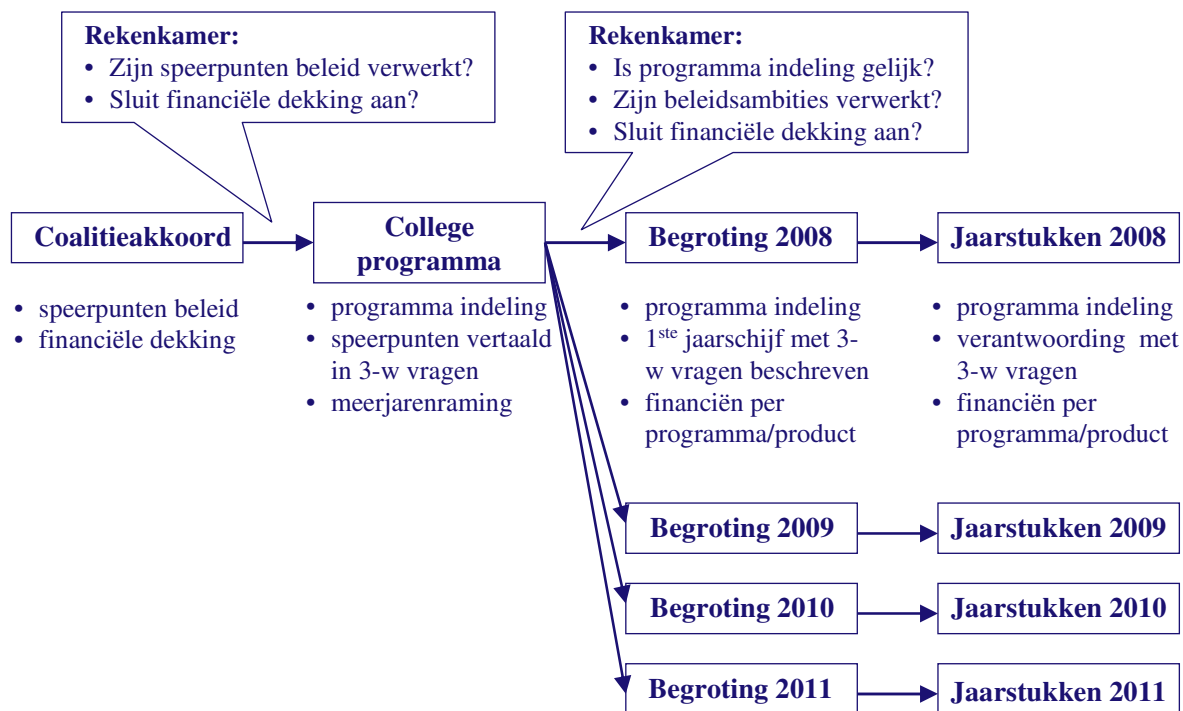 Rekenkamer:
• Zijn speerpunten beleid verwerkt?
• Sluit financiële dekking aan?
Rekenkamer:
• Is programma indeling gelijk?
• Zijn beleidsambities verwerkt?
• Sluit financiële dekking aan?
Coalitieakkoord
College
programma
Begroting 2008
Jaarstukken 2008
• speerpunten beleid
• financiële dekking
• programma indeling
• speerpunten vertaald
in 3-w vragen
• meerjarenraming
• programma indeling
• 1ste jaarschijf met 3-
w vragen beschreven
• financiën per
programma/product
• programma indeling
• verantwoording met
3-w vragen
• financiën per
programma/product
Begroting 2009
Jaarstukken 2009
Begroting 2010
Jaarstukken 2010
Begroting 2011
Jaarstukken 2011